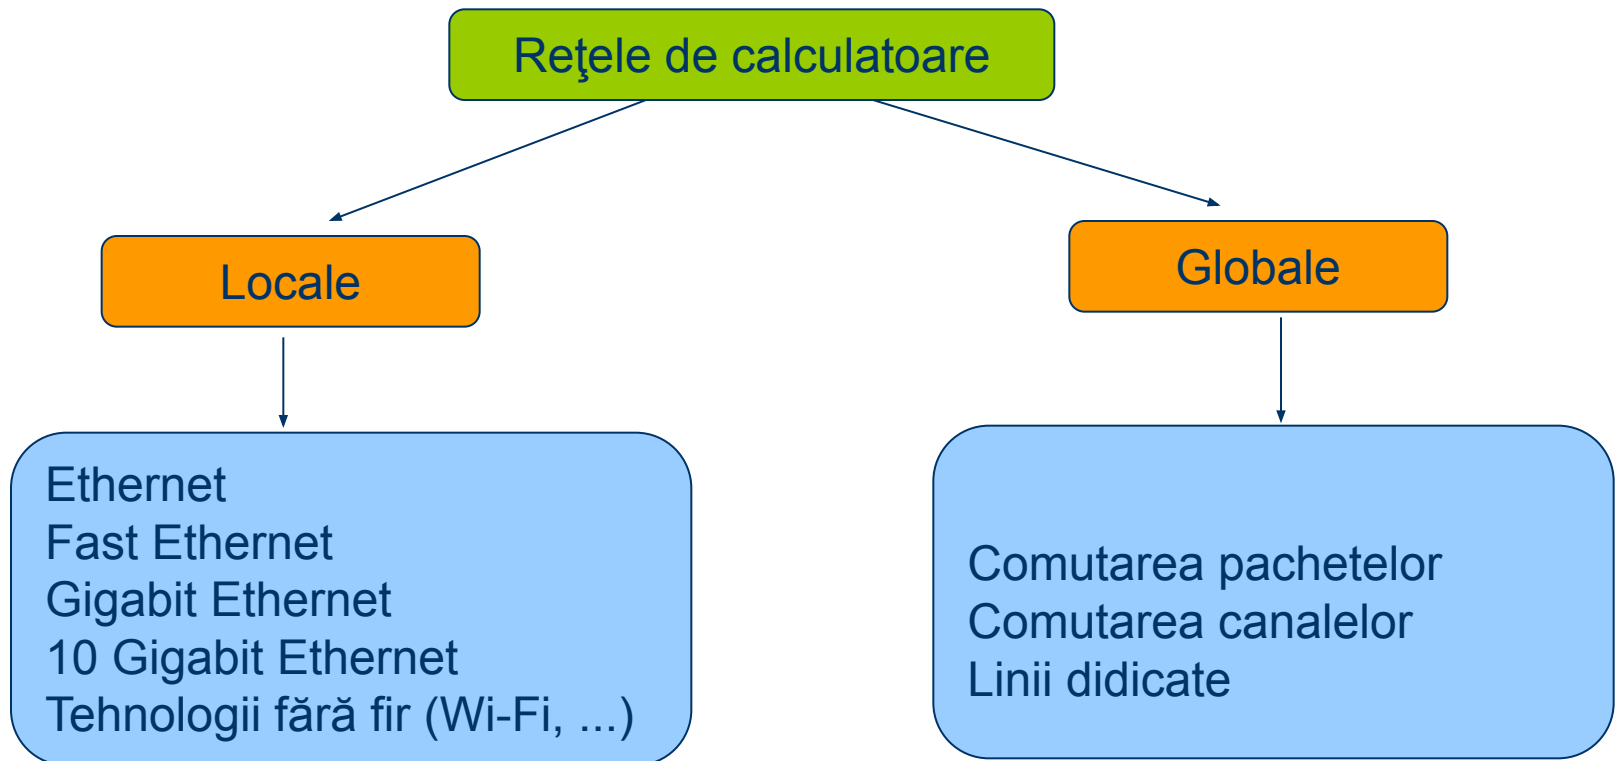 Reţele de calculatoare
Locale
Globale
Ethernet
Fast Ethernet
Gigabit Ethernet
10 Gigabit Ethernet
Tehnologii fără fir (Wi-Fi, ...)
Comutarea pachetelor
Comutarea canalelor
Linii didicate